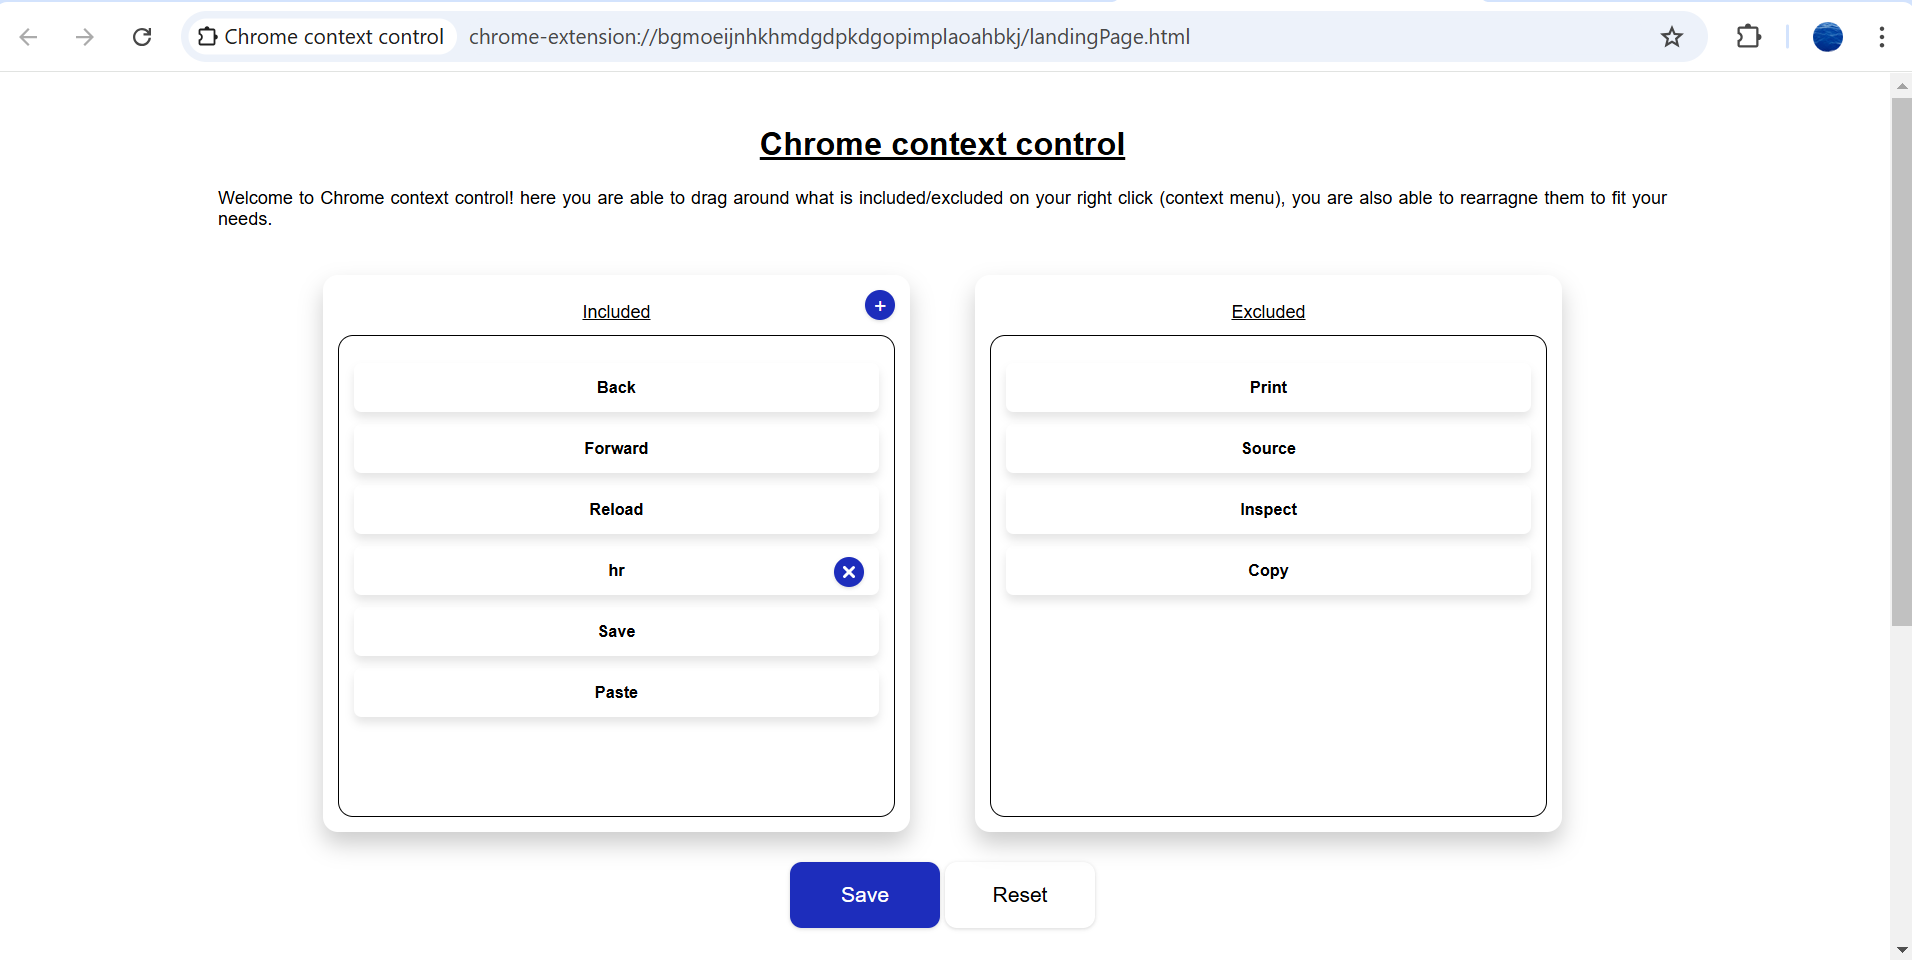 Chrome context control
chrome-extension://bgmoeijnhkhmdgdpkdgopimplaoahbkj/landingPage.html
Chrome context control
Welcome to Chrome context control! here you are able to drag around what is included/excluded on your right click (context menu), you are also able to rearragne them to fit your
needs.
Included
+
Back
Forward
Reload
hr
Save
Paste
Excluded
Print
Source
Inspect
Copy
Save
Reset